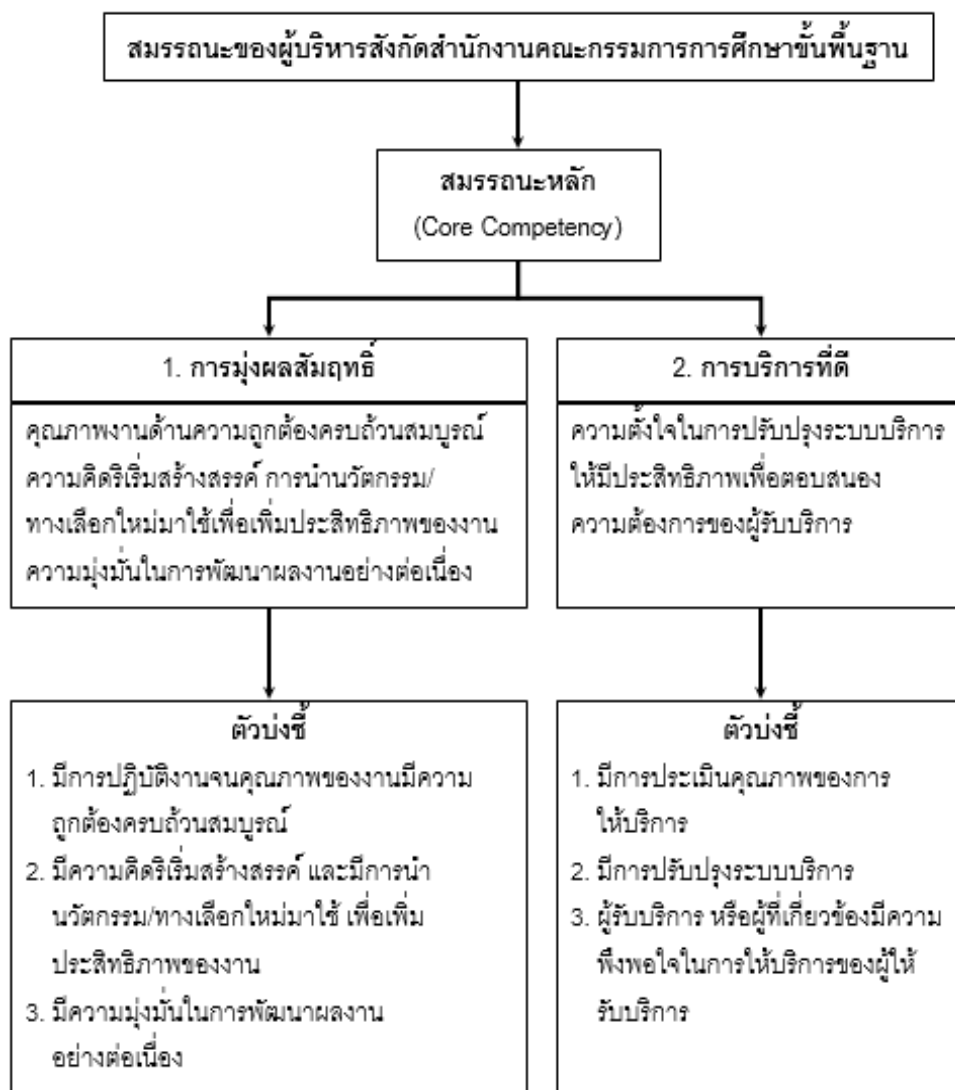 สมรรถนะของผู้บริหารสังกัดสำนักงานคณะกรรมการการศึกษาขั้นพื้นฐาน
สมรรถนะหลัก
(Core Competency)
1. การมุ่งผลสัมฤทธิ์
คุณภาพงานด้านความถูกต้องครบถ้วนสมบูรณ์
ความคิดริเริ่มสร้างสรรค์ การนำนวัตกรรม/
ทางเลือกใหม่มาใช้เพื่อเพิ่มประสิทธิภาพของงาน
ความมุ่งมั่นในการพัฒนาผลงานอย่างต่อเนื่อง
2. การบริการที่ดี
ความตั้งใจในการปรับปรุงระบบบริการ
ให้มีประสิทธิภาพเพื่อตอบสนอง
ความต้องการของผู้รับบริการ
ตัวบ่งชี้
1. มีการปฏิบัติงานจนคุณภาพของงานมีความ
ถูกต้องครบถ้วนสมบูรณ์
2. มีความคิดริเริ่มสร้างสรรค์ และมีการนำ
นวัตกรรม/ทางเลือกใหม่มาใช้ เพื่อเพิ่ม
ประสิทธิภาพของงาน
3. มีความมุ่งมั่นในการพัฒนาผลงาน
อย่างต่อเนื่อง
ตัวบ่งชี้
1. มีการประเมินคุณภาพของการ
ให้บริการ
2. มีการปรับปรุงระบบบริการ
3. ผู้รับบริการ หรือผู้ที่เกี่ยวข้องมีความ
พึงพอใจในการให้บริการของผู้ให้
รับบริการ